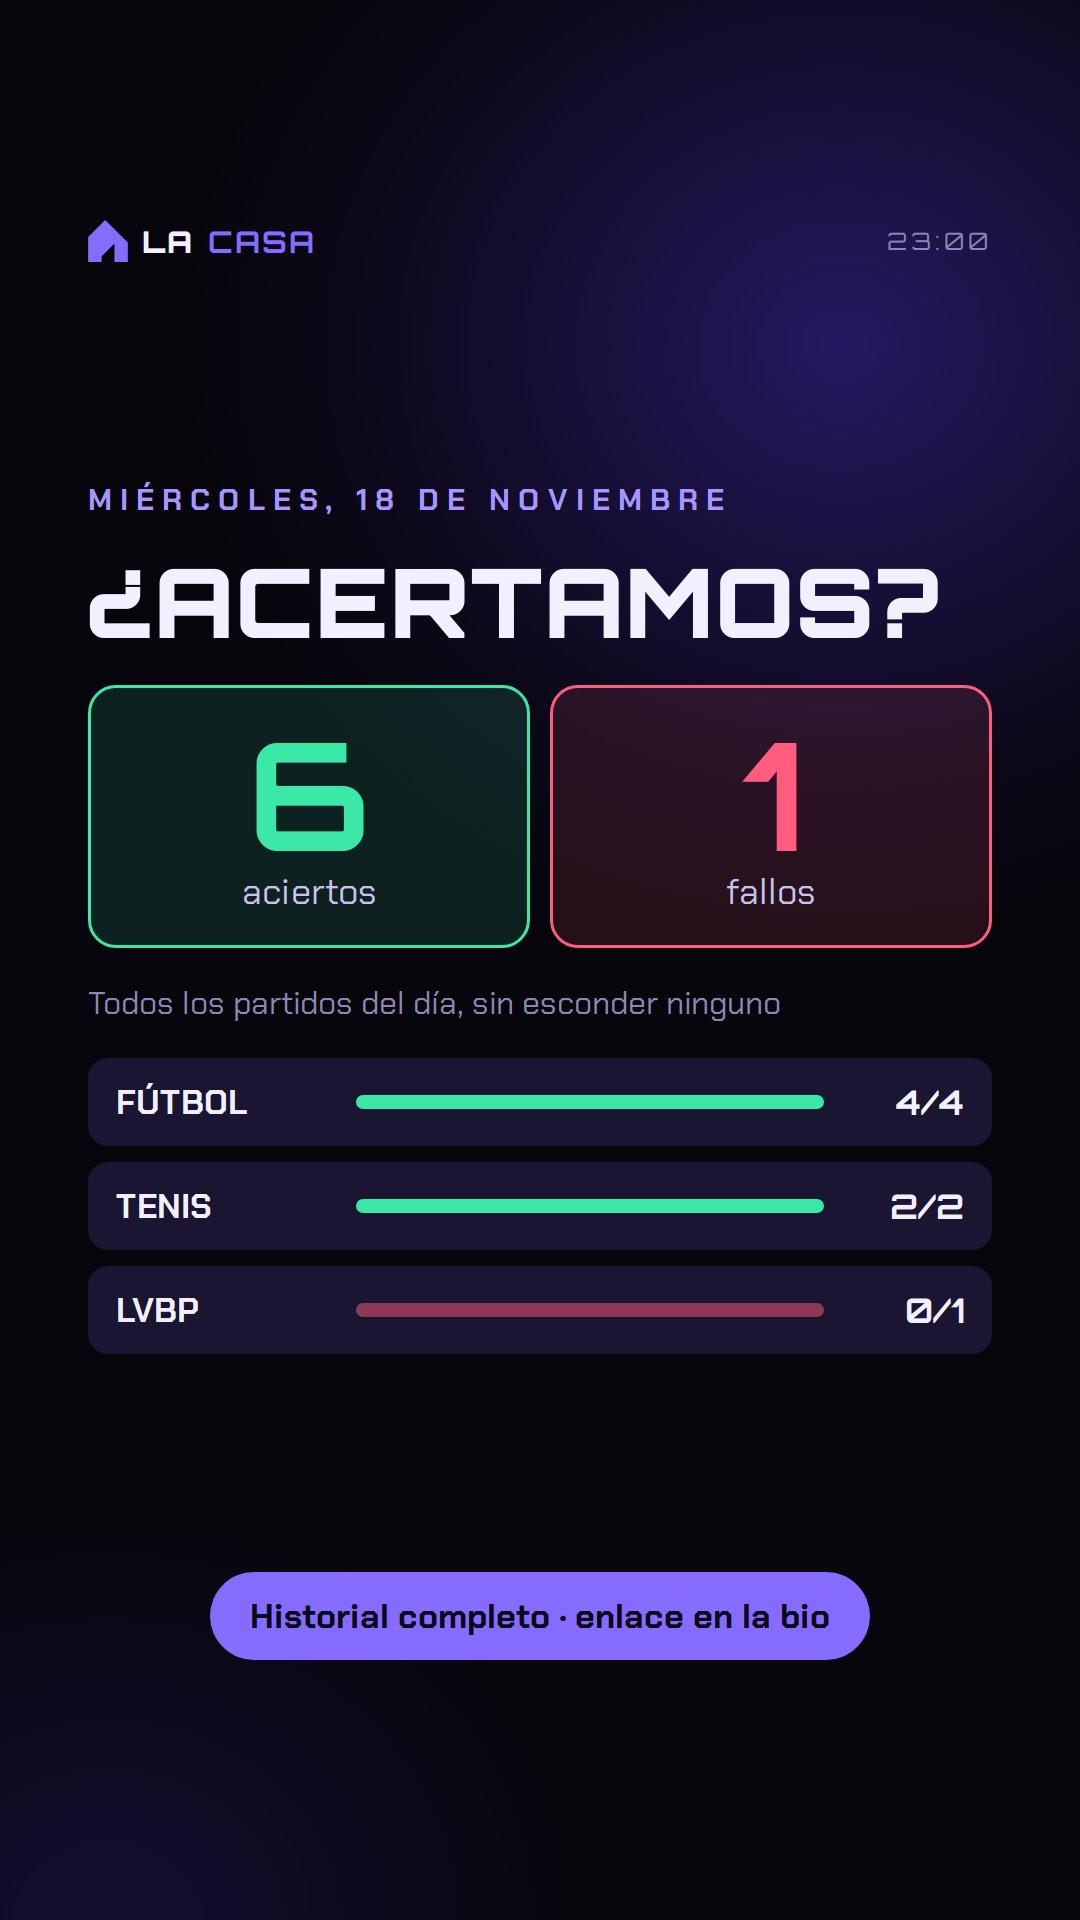 LA CASA
23:00
MIÉRCOLES, 18 DE NOVIEMBRE
¿ACERTAMOS?
6
aciertos
1
fallos
Todos los partidos del día, sin esconder ninguno
FÚTBOL 4/4
TENIS 2/2
LVBP 0/1
Historial completo · enlace en la bio